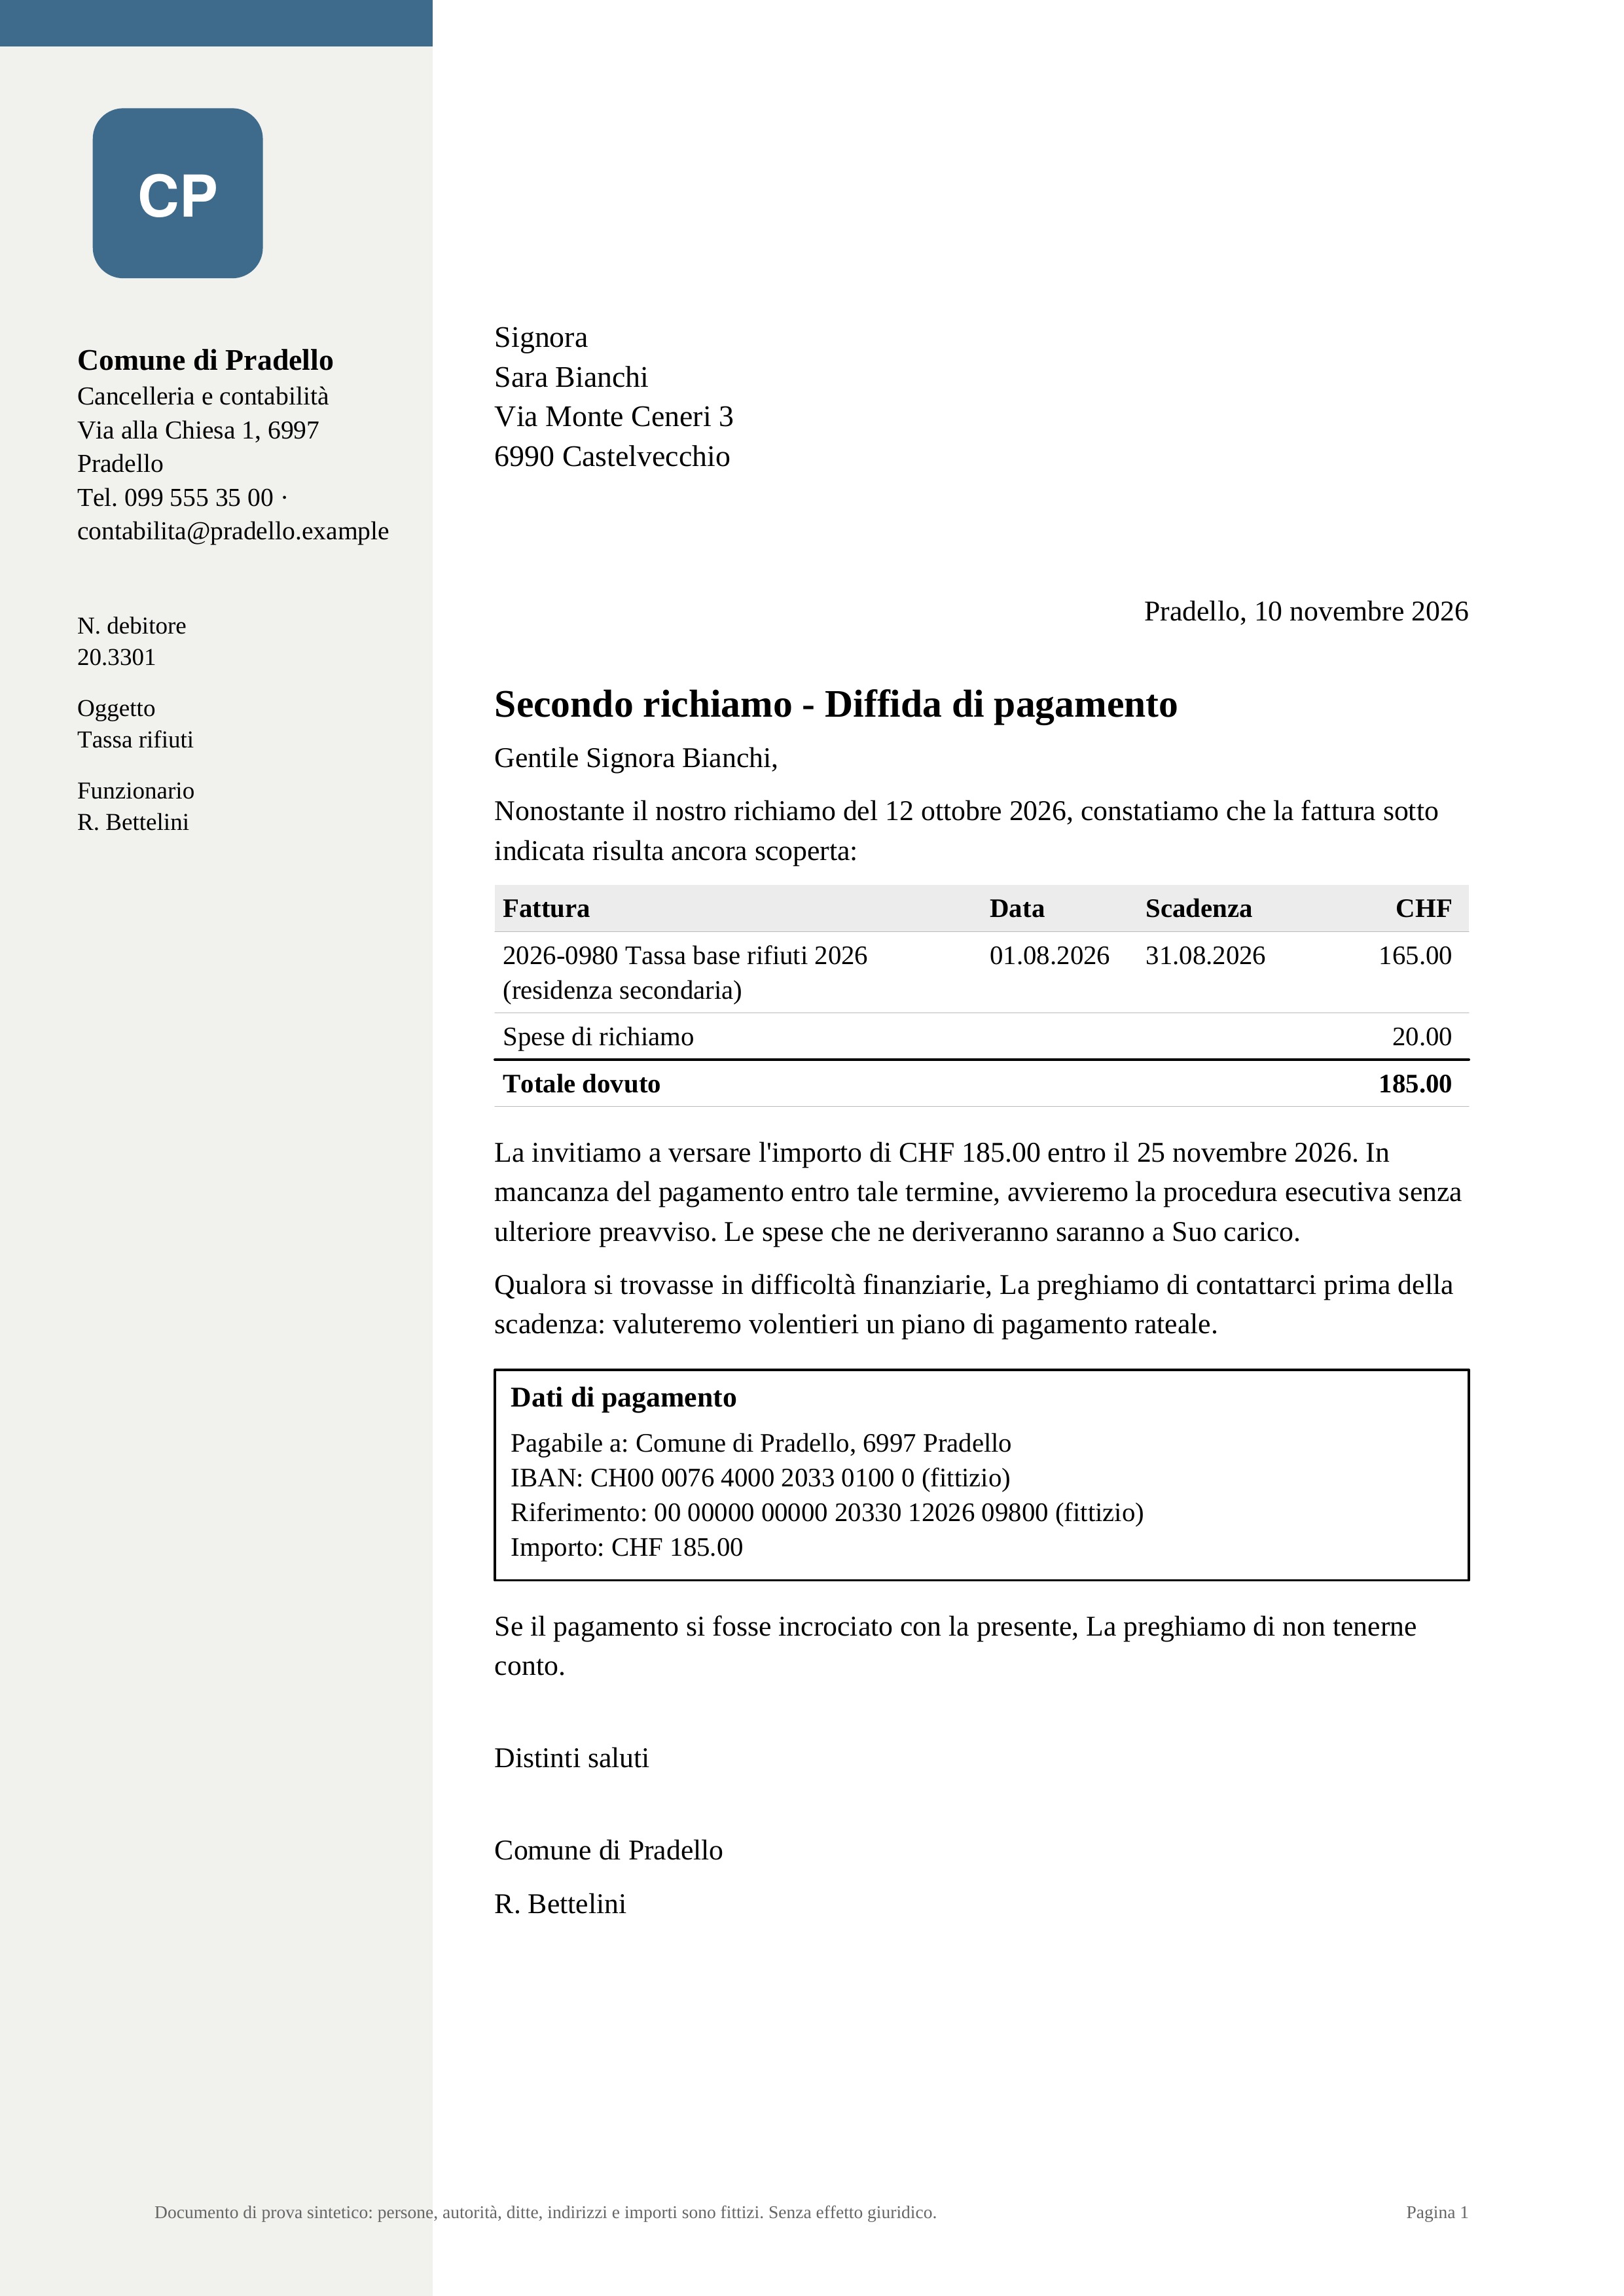 CP
Comune di Pradello
Cancelleria e contabilità
Via alla Chiesa 1, 6997
Pradello
Tel. 099 555 35 00 ·
contabilita@pradello.example
N. debitore
20.3301
Oggetto
Tassa rifiuti
Funzionario
R. Bettelini
Signora
Sara Bianchi
Via Monte Ceneri 3
6990 Castelvecchio
Pradello, 10 novembre 2026
Secondo richiamo - Diffida di pagamento
Gentile Signora Bianchi,
Nonostante il nostro richiamo del 12 ottobre 2026, constatiamo che la fattura sotto
indicata risulta ancora scoperta:
Fattura Data Scadenza CHF
2026-0980 Tassa base rifiuti 2026 01.08.2026 31.08.2026 165.00
(residenza secondaria)
Spese di richiamo 20.00
Totale dovuto 185.00
La invitiamo a versare l'importo di CHF 185.00 entro il 25 novembre 2026. In
mancanza del pagamento entro tale termine, avvieremo la procedura esecutiva senza
ulteriore preavviso. Le spese che ne deriveranno saranno a Suo carico.
Qualora si trovasse in difficoltà finanziarie, La preghiamo di contattarci prima della
scadenza: valuteremo volentieri un piano di pagamento rateale.
Dati di pagamento
Pagabile a: Comune di Pradello, 6997 Pradello
IBAN: CH00 0076 4000 2033 0100 0 (fittizio)
Riferimento: 00 00000 00000 20330 12026 09800 (fittizio)
Importo: CHF 185.00
Se il pagamento si fosse incrociato con la presente, La preghiamo di non tenerne
conto.
Distinti saluti
Comune di Pradello
R. Bettelini
Documento di prova sintetico: persone, autorità, ditte, indirizzi e importi sono fittizi. Senza effetto giuridico. Pagina 1